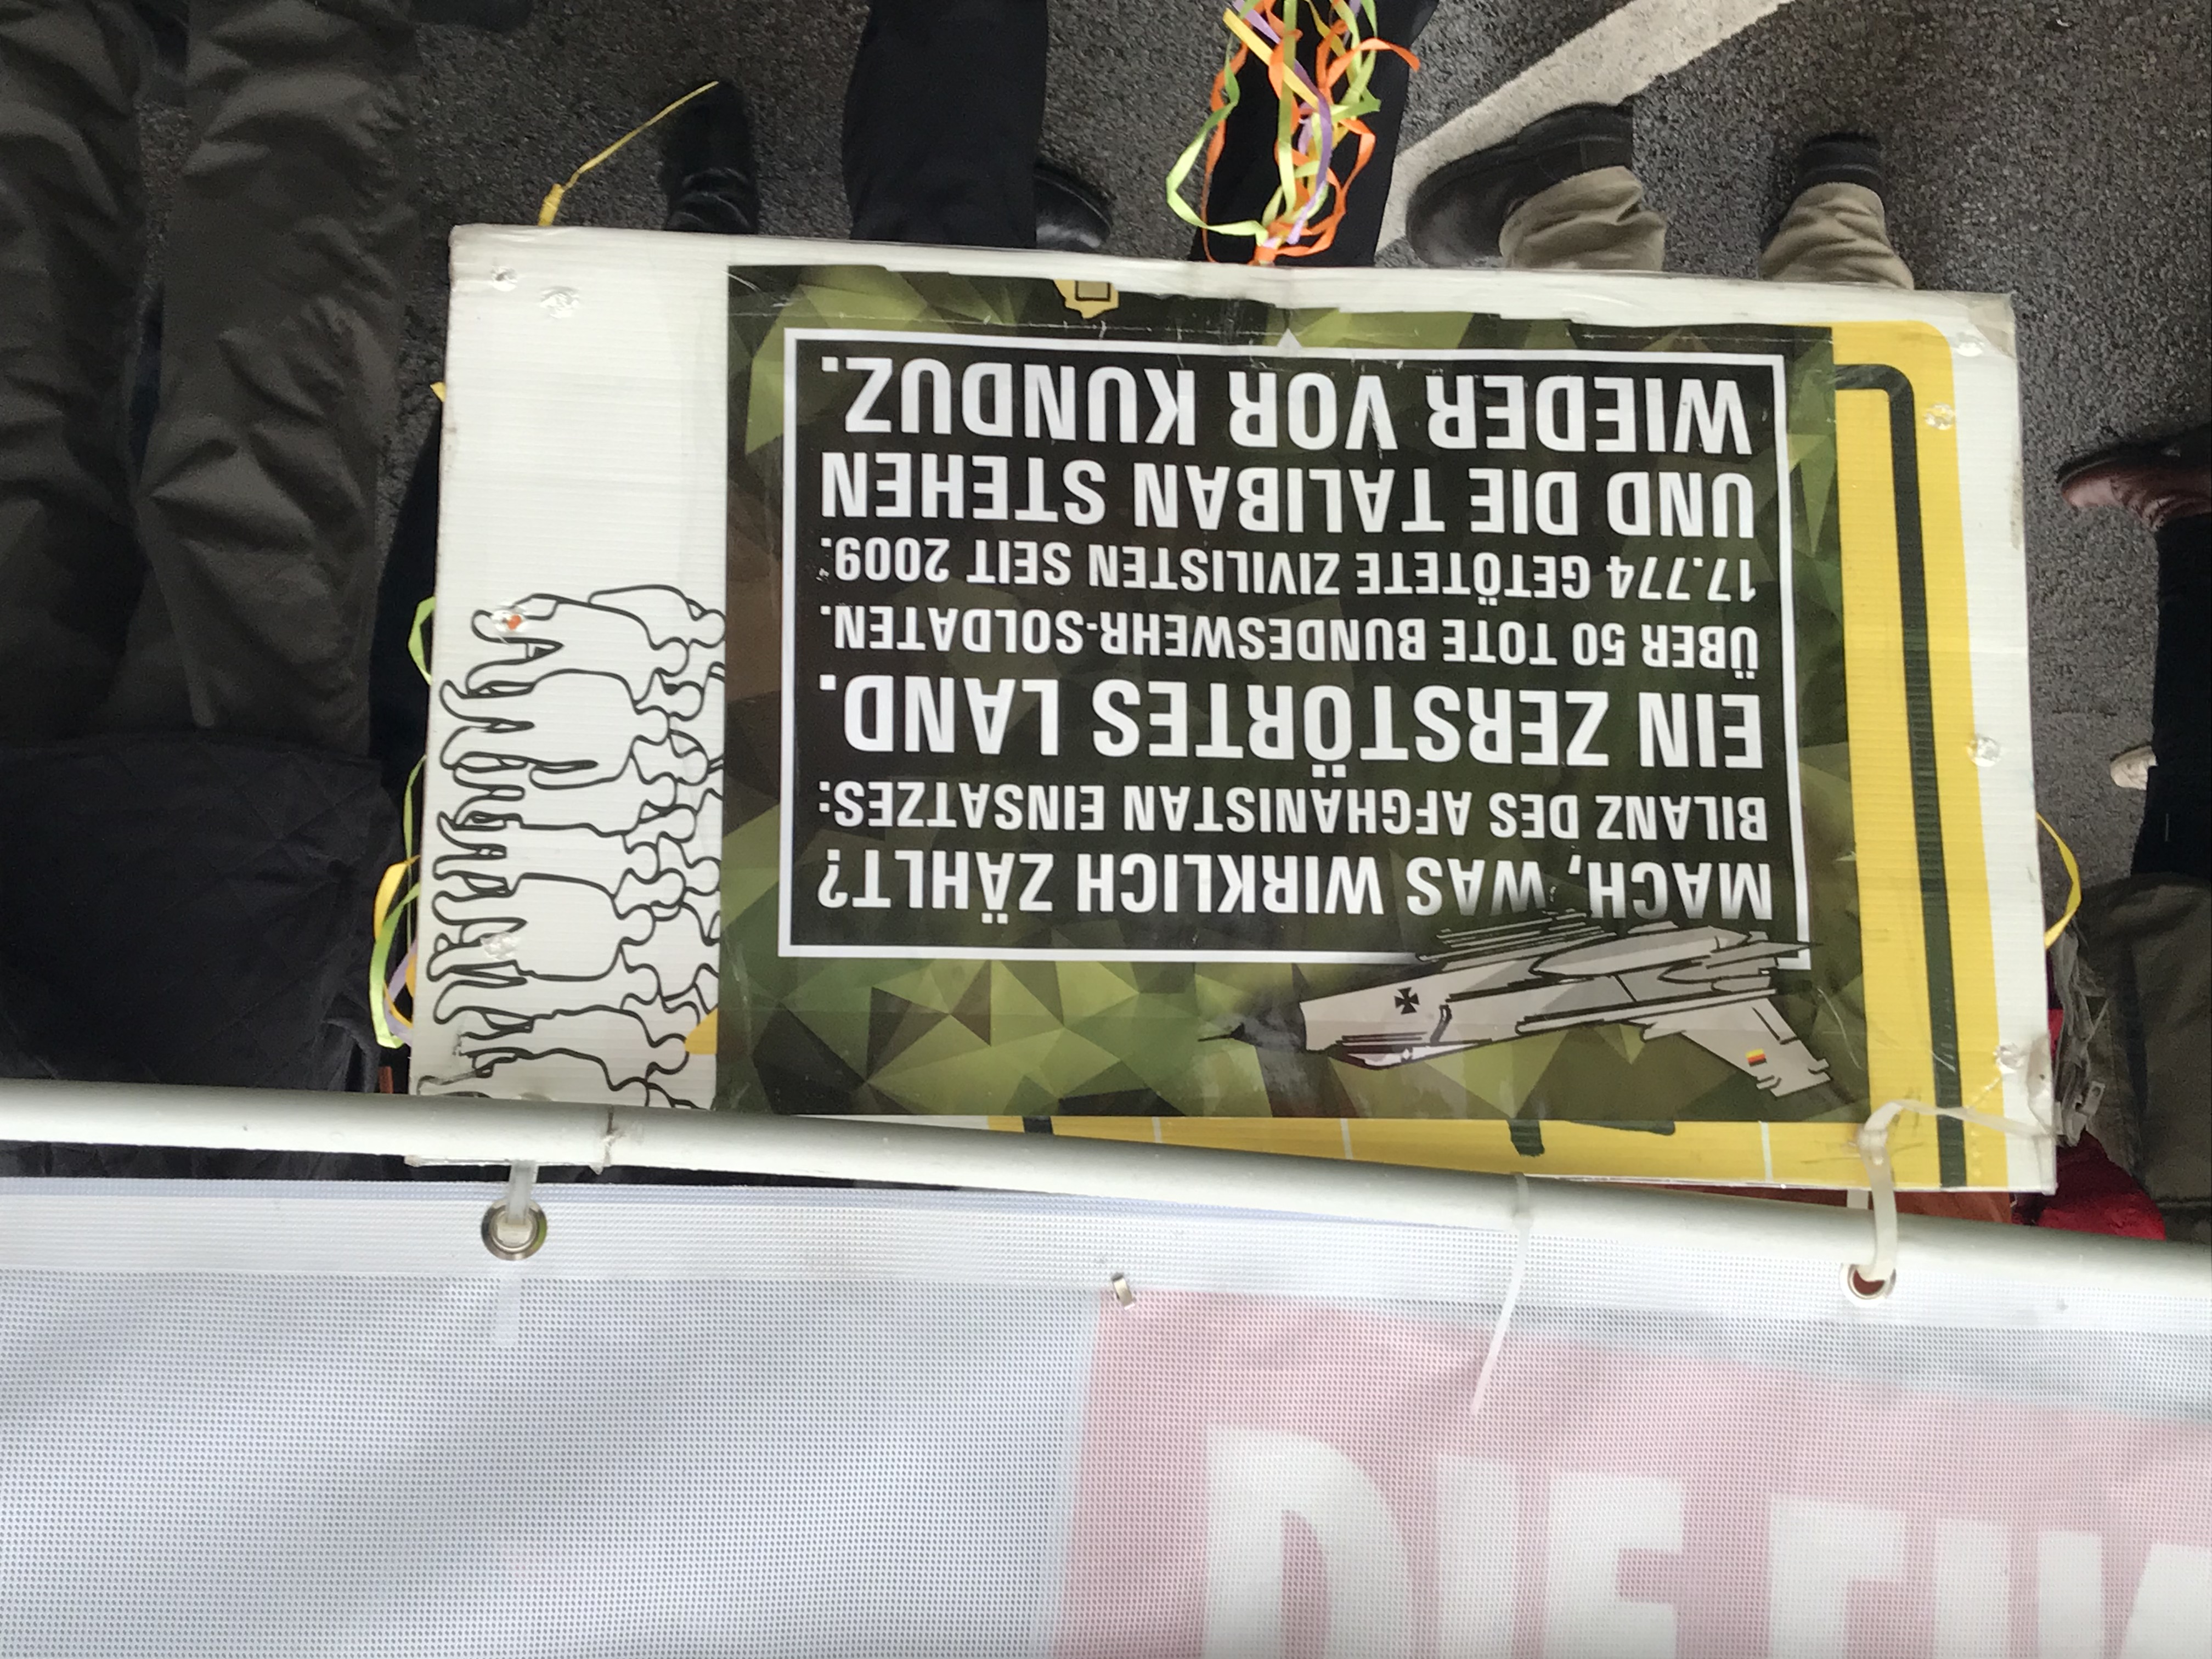 MACH, WAS WIRKLICH ZÄHLT?
BILANZ DES AFGHANISTAN EINSATZES:
EIN ZERSTÖRTES LAND.
ÜBER 50 TOTE BUNDESWEHR-SOLDATEN.
17.774 GETÖTETE ZIVILISTEN SEIT 2009.
UND DIE TALIBAN STEHEN
WIEDER VOR KUNDUZ.
DIE